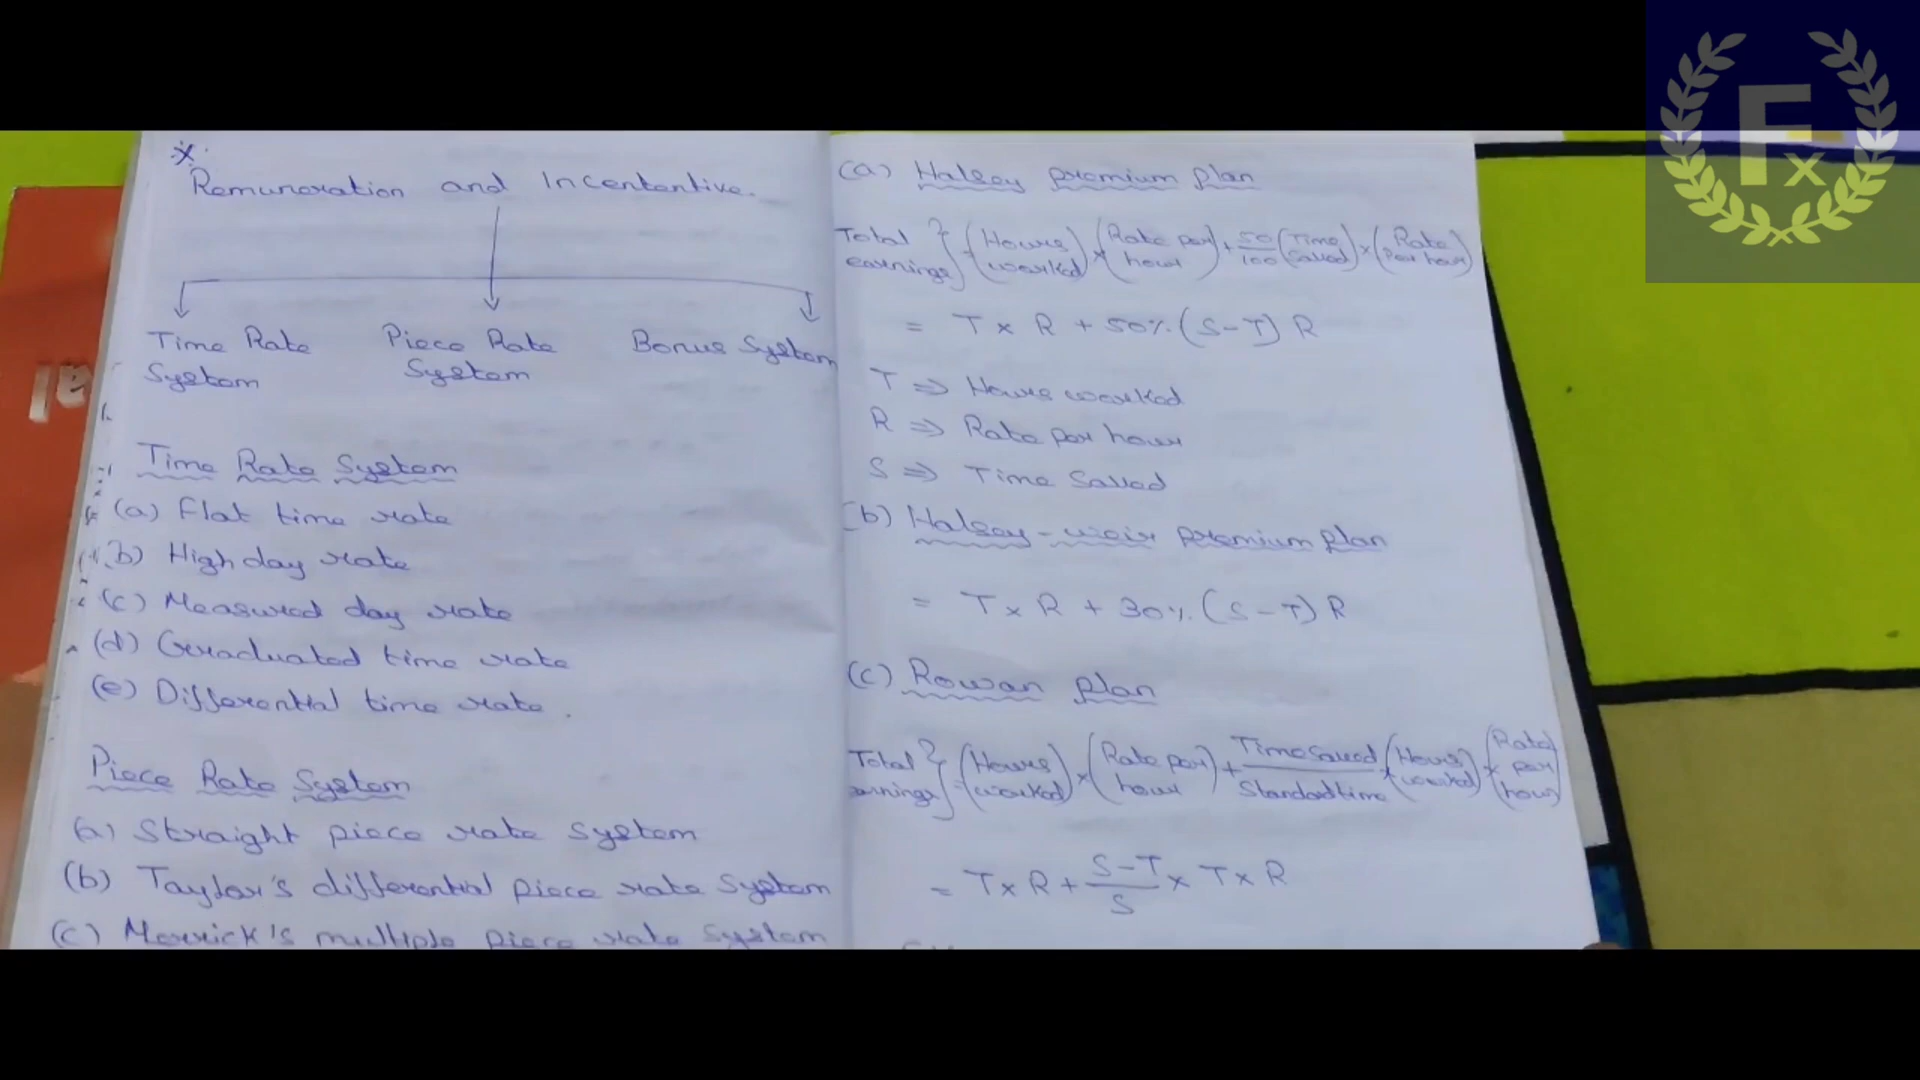 Remuneration and Incententive.
Time Rate System
Piece Rate System
Bonus System
Time Rate System
(a) Flat time rate
(b) High day rate
(c) Measured day rate
(d) Graduated time rate
(e) Differential time rate.
Piece Rate System
(a) Straight piece rate system
(b) Taylor's differential piece rate system
(c) Merrick's multiple piece rate system
(a) Halsey premium plan
Total earnings} = (Hours worked) × (Rate per hour) + 50/100 (Time Saved) × (Rate Per hour)
= T × R + 50% (S-T) R
T ⇒ Hours worked
R ⇒ Rate per hour
S ⇒ Time Saved
(b) Halsey-weir premium plan
= T × R + 30% (S-T) R
(c) Rowan plan
Total earnings} = (Hours worked) × (Rate per hour) + Time Saved/Standard time × (Hours worked) × (Rate per hour)
= T × R + S-T/S × T × R
Fx